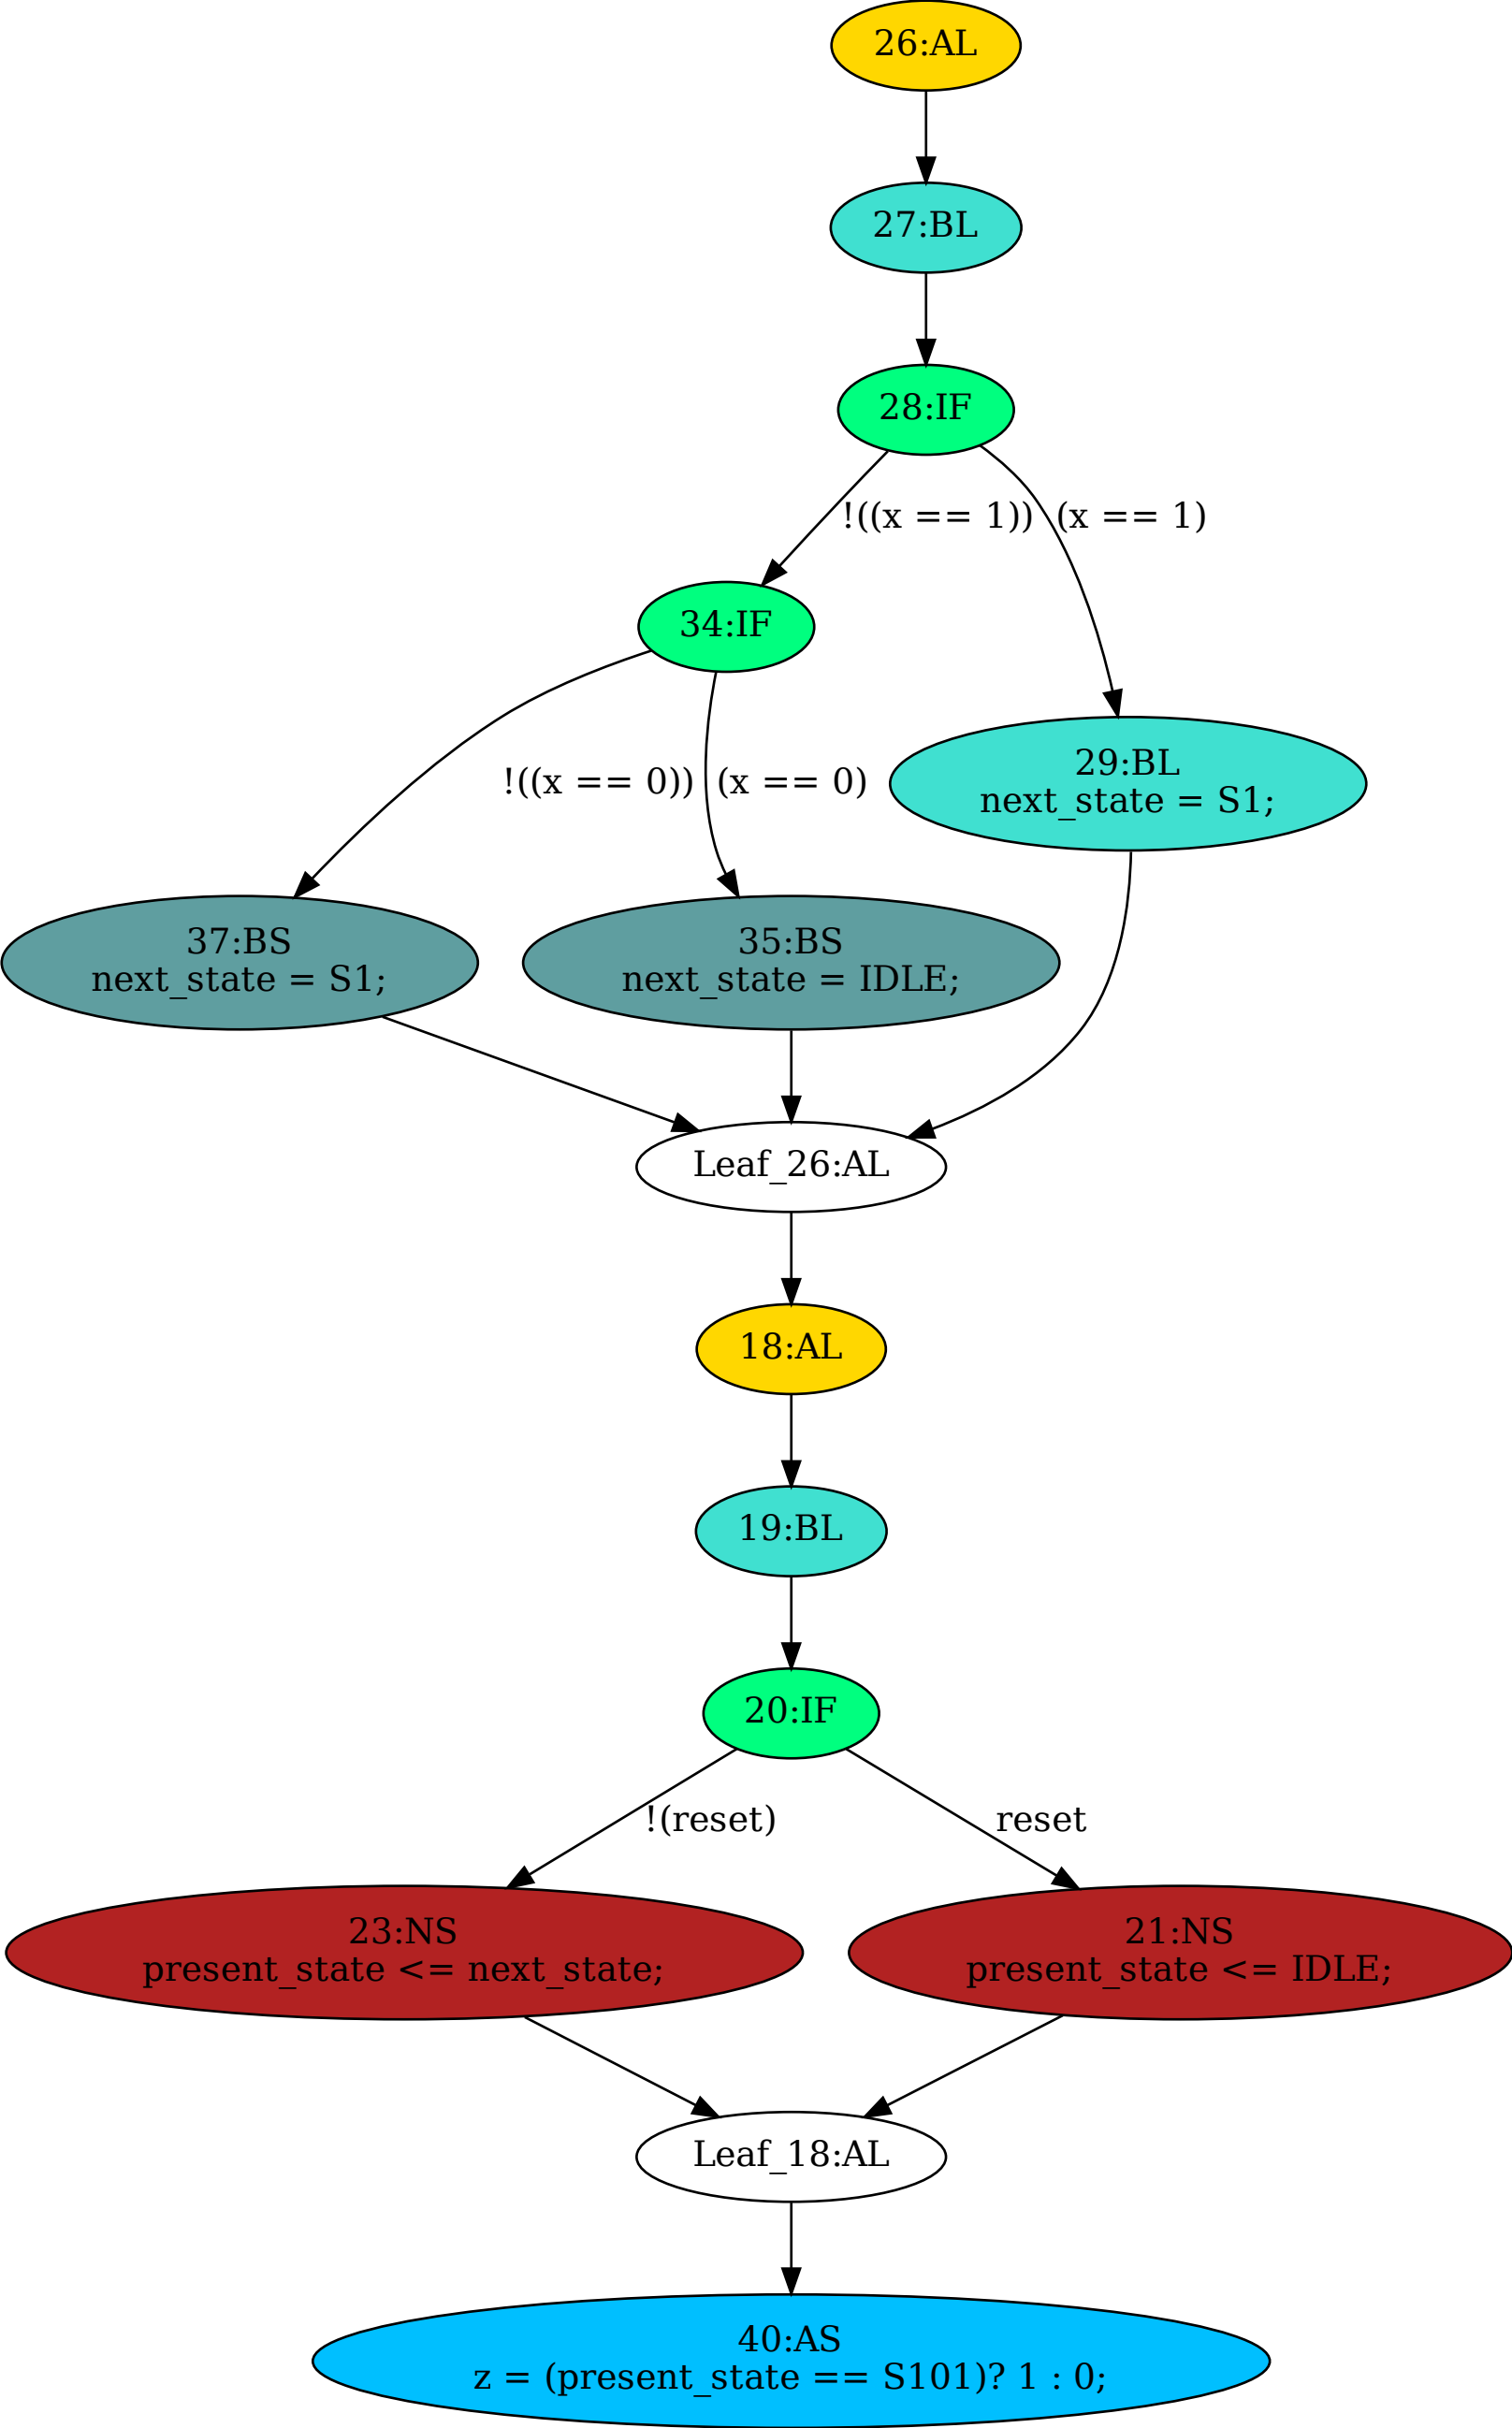 26:AL
27:BL
28:IF
!((x == 1))
(x == 1)
34:IF
29:BL
next_state = S1;
!((x == 0))
(x == 0)
37:BS
next_state = S1;
35:BS
next_state = IDLE;
Leaf_26:AL
18:AL
19:BL
20:IF
!(reset)
reset
23:NS
present_state <= next_state;
21:NS
present_state <= IDLE;
Leaf_18:AL
40:AS
z = (present_state == S101)? 1 : 0;